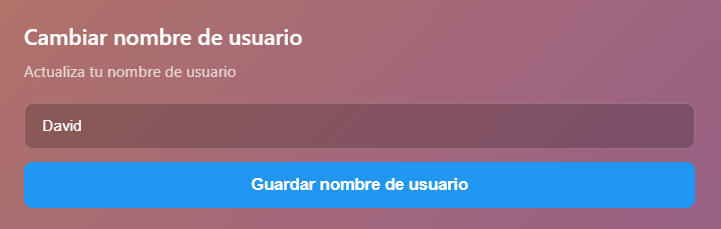 Cambiar nombre de usuario
Actualiza tu nombre de usuario
David
Guardar nombre de usuario